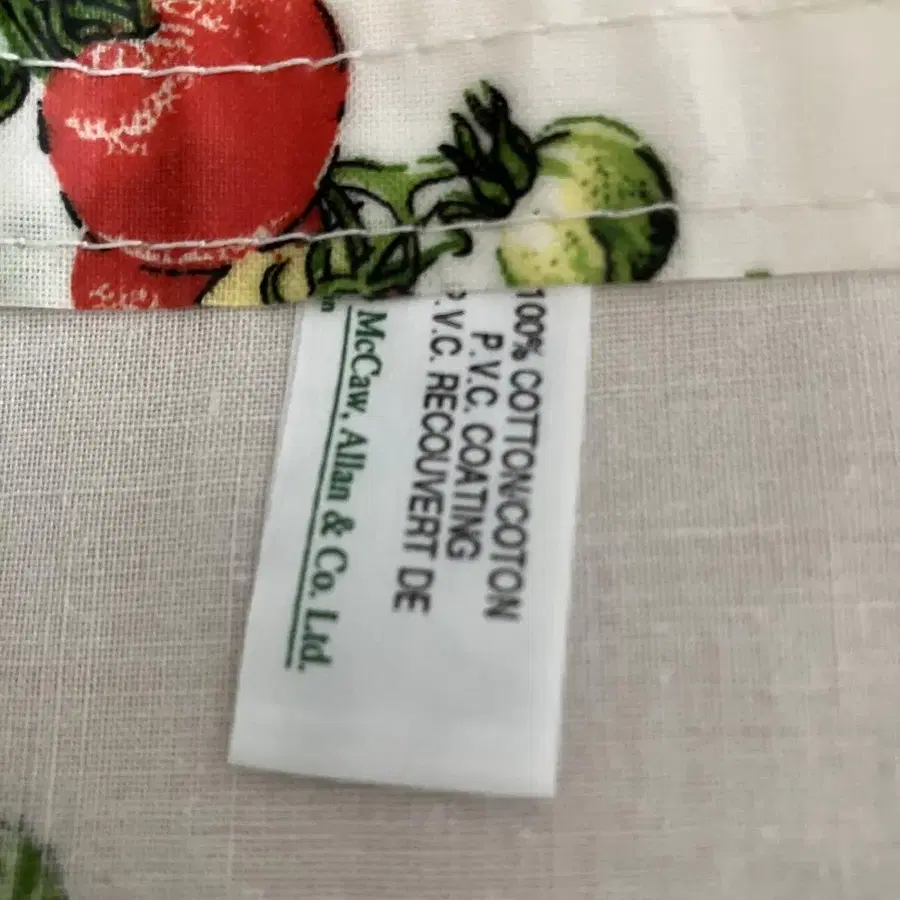 100% COTTON/COTON
P.V.C. COATING
P.V.C. RECOUVERT DE
McCaw, Allan & Co. Ltd.